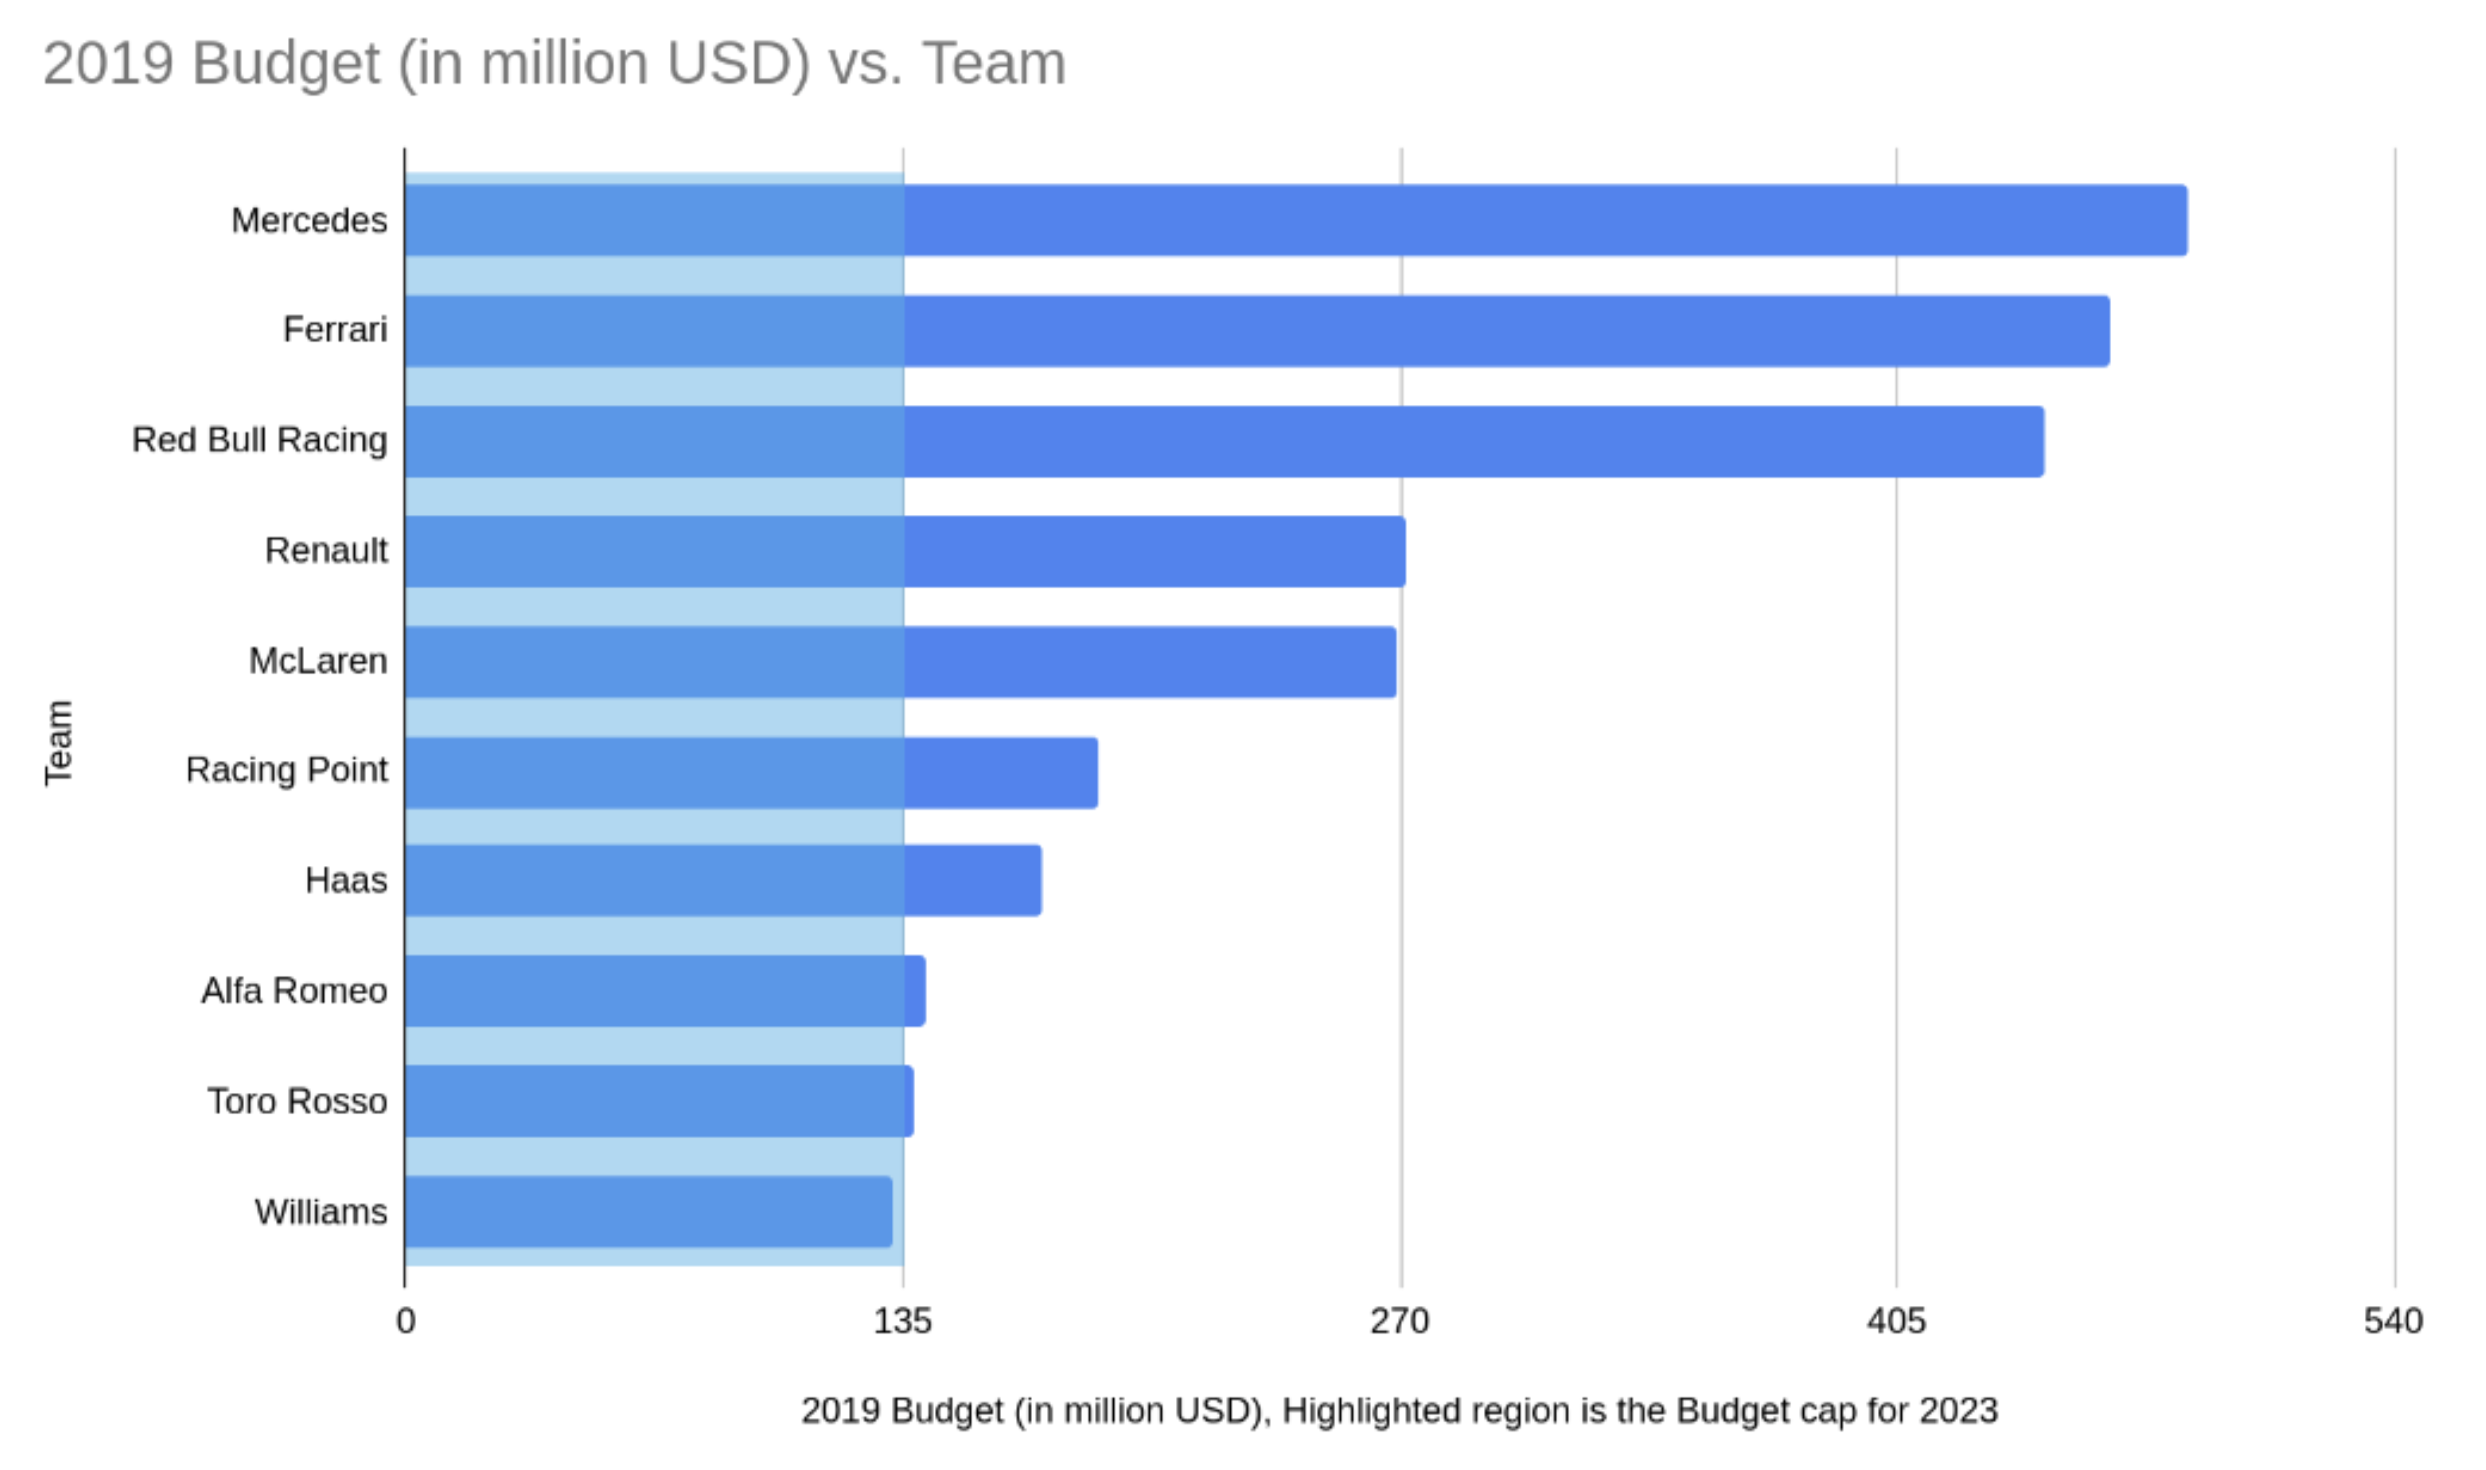 2019 Budget (in million USD) vs. Team
Team
Mercedes
Ferrari
Red Bull Racing
Renault
McLaren
Racing Point
Haas
Alfa Romeo
Toro Rosso
Williams
0 135 270 405 540
2019 Budget (in million USD), Highlighted region is the Budget cap for 2023